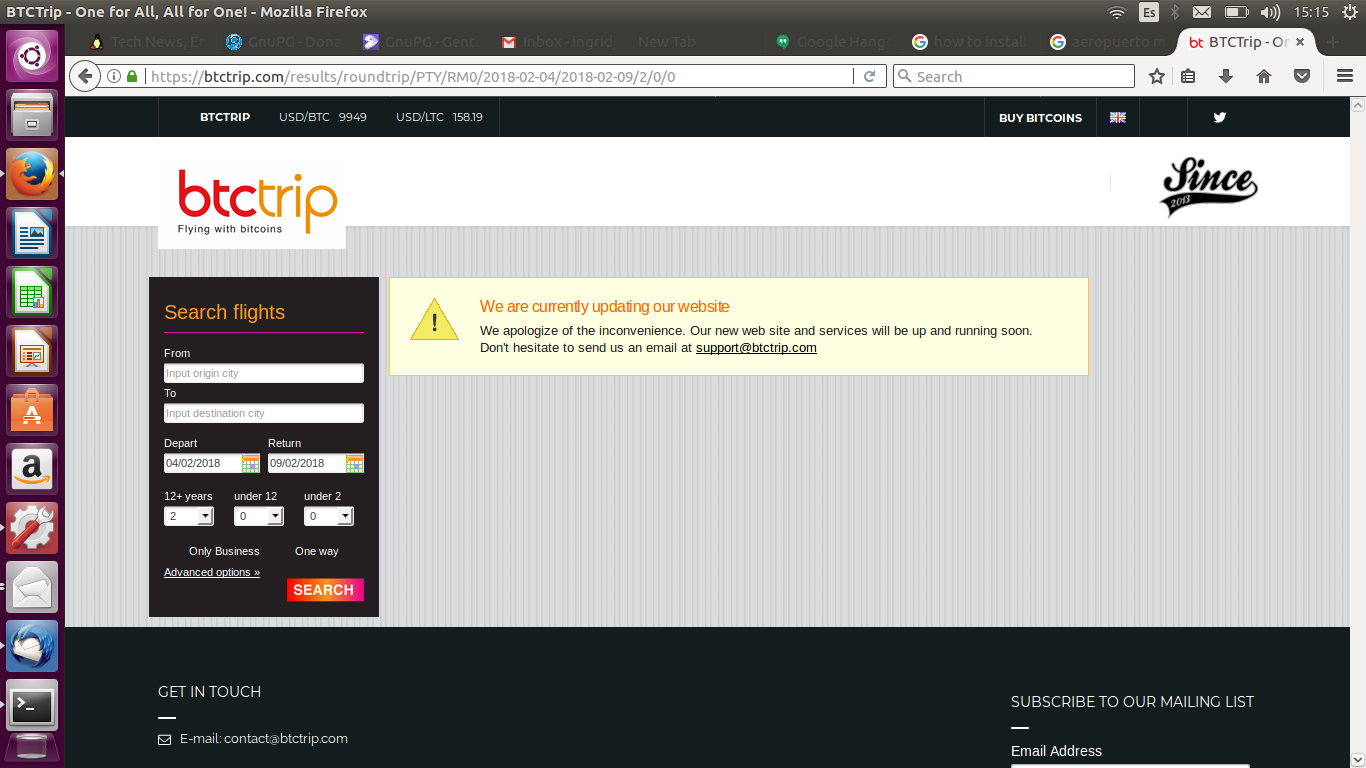 BTCTrip - One for All, All for One! - Mozilla Firefox
Es
15:15
Tech News, En
GnuPG - Dona
GnuPG - Gent
Inbox - ingrid
New Tab
Google Hang
how to install
aeropuerto m
BTCTrip - Or
https://btctrip.com/results/roundtrip/PTY/RM0/2018-02-04/2018-02-09/2/0/0
Search
BTCTRIP
USD/BTC 9949
USD/LTC 158.19
BUY BITCOINS
btctrip
Flying with bitcoins
Since
2013
Search flights
From
Input origin city
To
Input destination city
Depart Return
04/02/2018 09/02/2018
12+ years under 12 under 2
2 0 0
Only Business One way
Advanced options »
SEARCH
We are currently updating our website
We apologize of the inconvenience. Our new web site and services will be up and running soon.
Don't hesitate to send us an email at support@btctrip.com
GET IN TOUCH
E-mail: contact@btctrip.com
SUBSCRIBE TO OUR MAILING LIST
Email Address